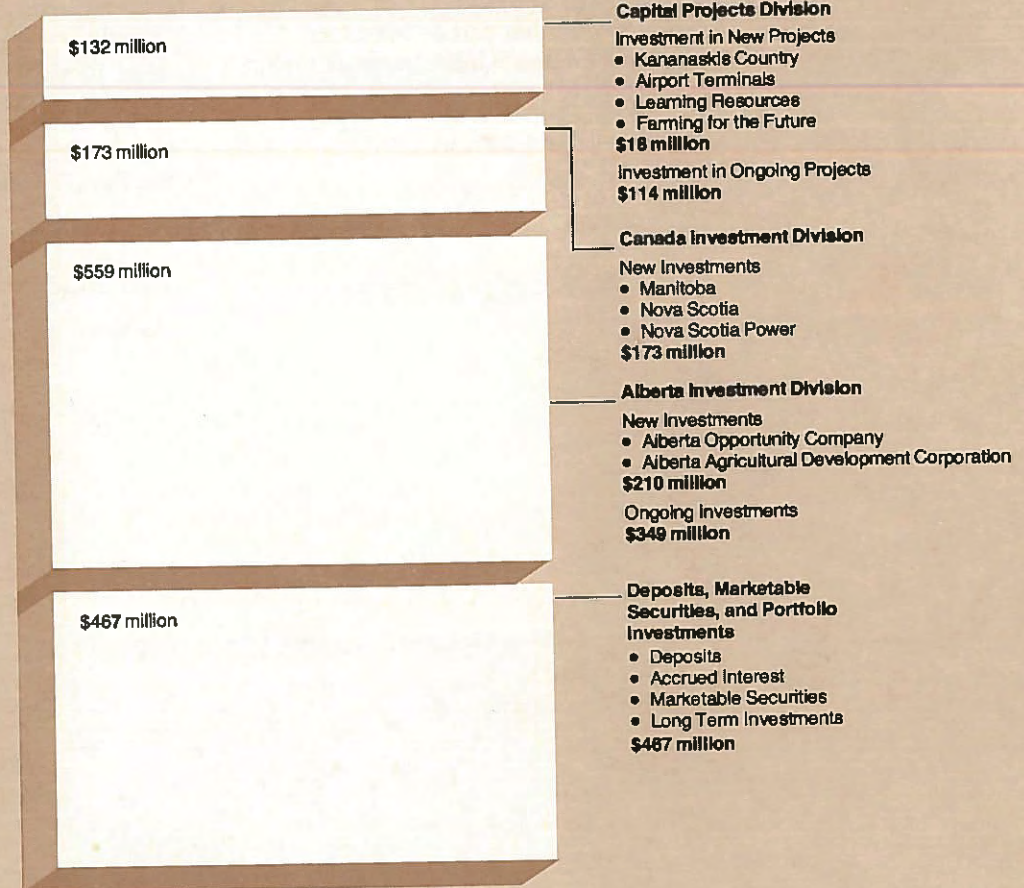 $132 million
Capital Projects Division
Investment in New Projects
• Kananaskis Country
• Airport Terminals
• Learning Resources
• Farming for the Future
$18 million
Investment in Ongoing Projects
$114 million
$173 million
Canada Investment Division
New Investments
• Manitoba
• Nova Scotia
• Nova Scotia Power
$173 million
$559 million
Alberta Investment Division
New Investments
• Alberta Opportunity Company
• Alberta Agricultural Development Corporation
$210 million
Ongoing Investments
$349 million
$467 million
Deposits, Marketable
Securities, and Portfolio
Investments
• Deposits
• Accrued Interest
• Marketable Securities
• Long Term Investments
$467 million